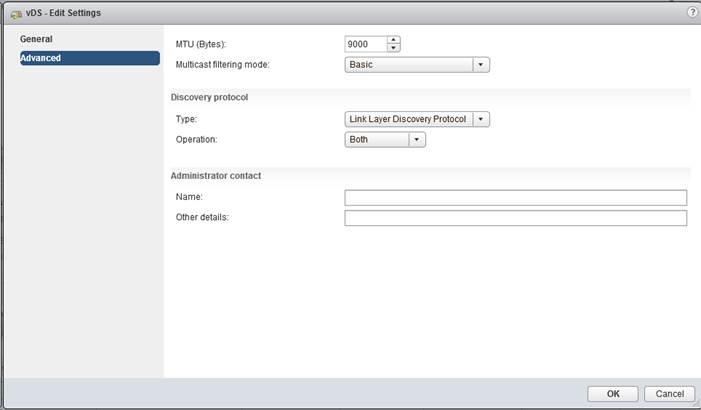 vDS - Edit Settings
?
General
Advanced
MTU (Bytes): 9000
Multicast filtering mode: Basic
Discovery protocol
Type: Link Layer Discovery Protocol
Operation: Both
Administrator contact
Name:
Other details:
OK Cancel